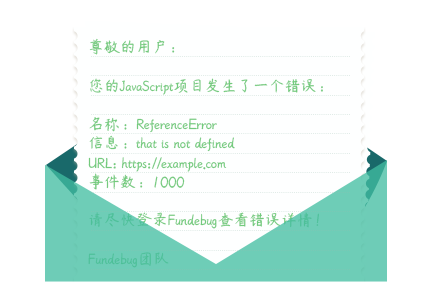 尊敬的用户：
您的JavaScript项目发生了一个错误：
名称：ReferenceError
信息：that is not defined
URL: https://example.com
事件数：1000
请尽快登录Fundebug查看错误详情！
Fundebug团队